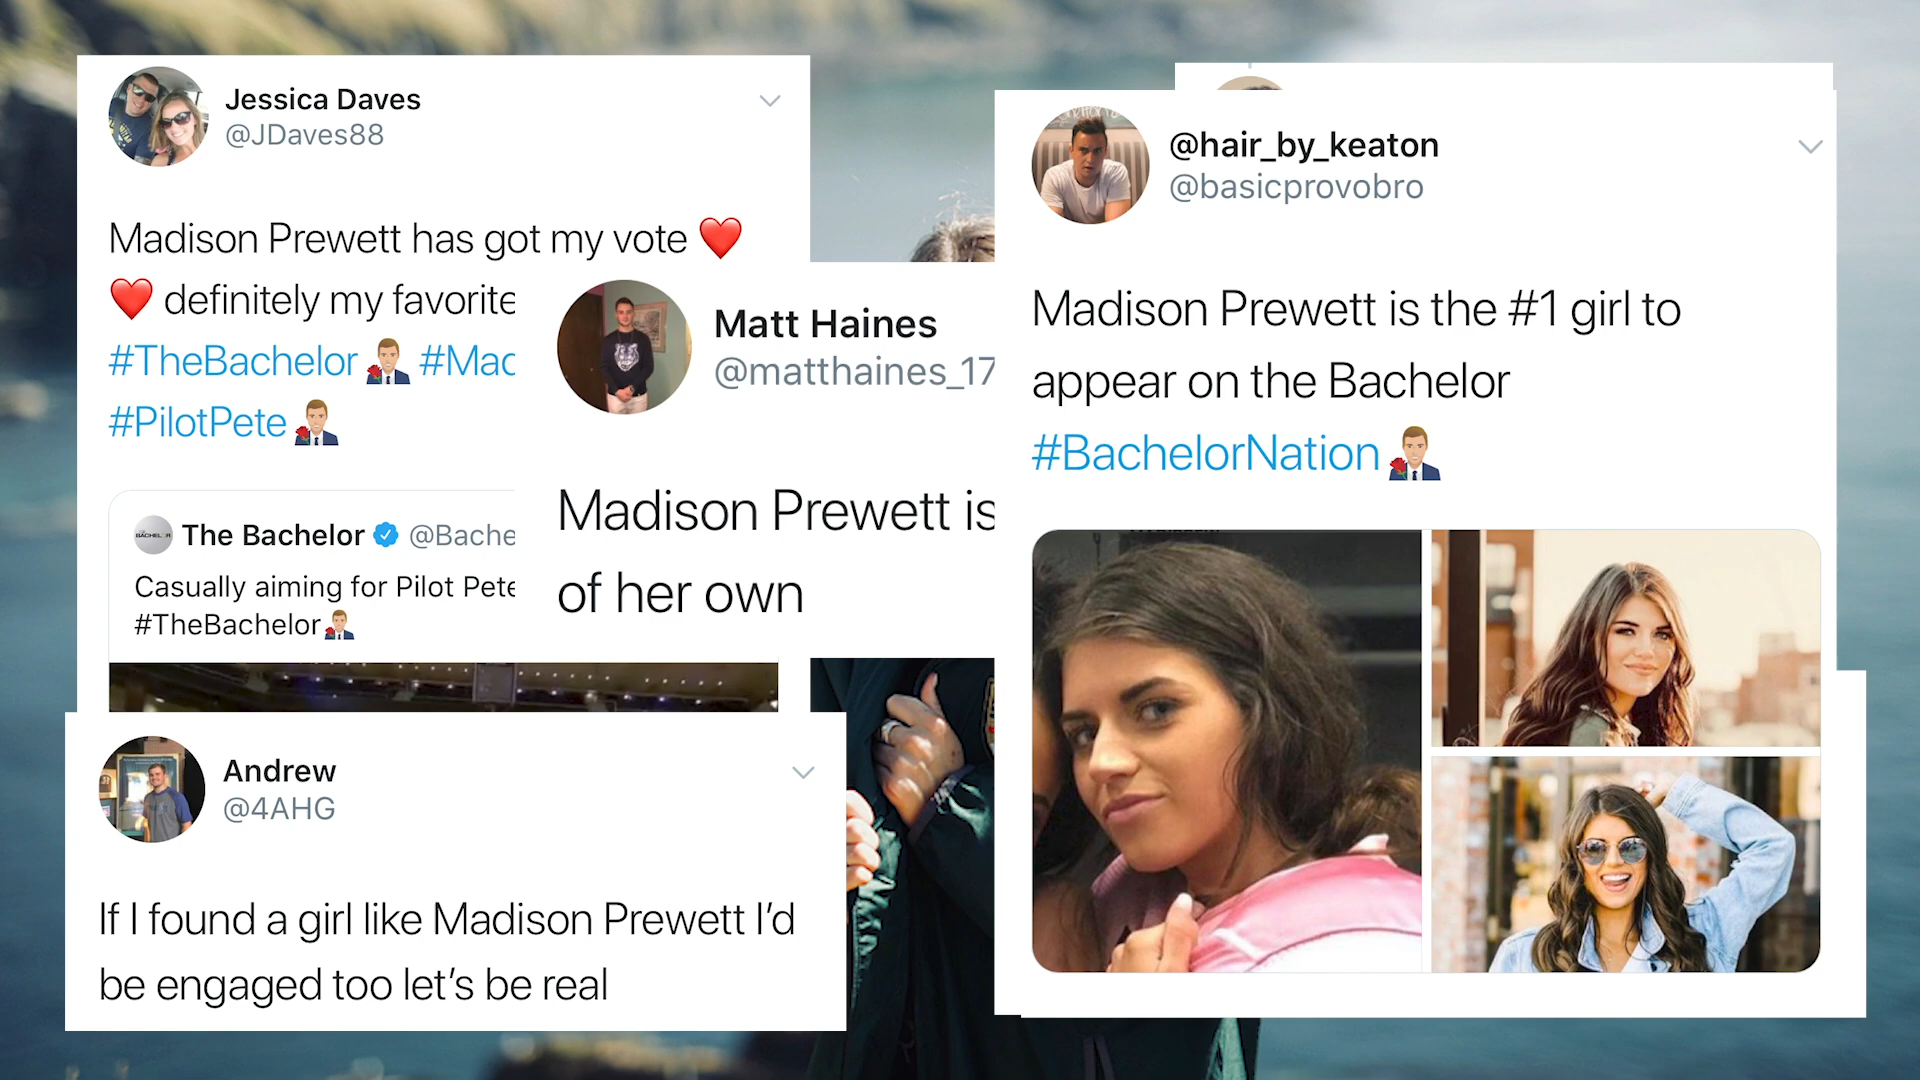 Jessica Daves
@JDaves88
Madison Prewett has got my vote ❤️
❤️ definitely my favorite
#TheBachelor #Mad
#PilotPete
The Bachelor @Bache
Casually aiming for Pilot Pete
#TheBachelor
Matt Haines
@matthaines_17
Madison Prewett is
of her own
Andrew
@4AHG
If I found a girl like Madison Prewett I'd
be engaged too let's be real
@hair_by_keaton
@basicprovobro
Madison Prewett is the #1 girl to
appear on the Bachelor
#BachelorNation